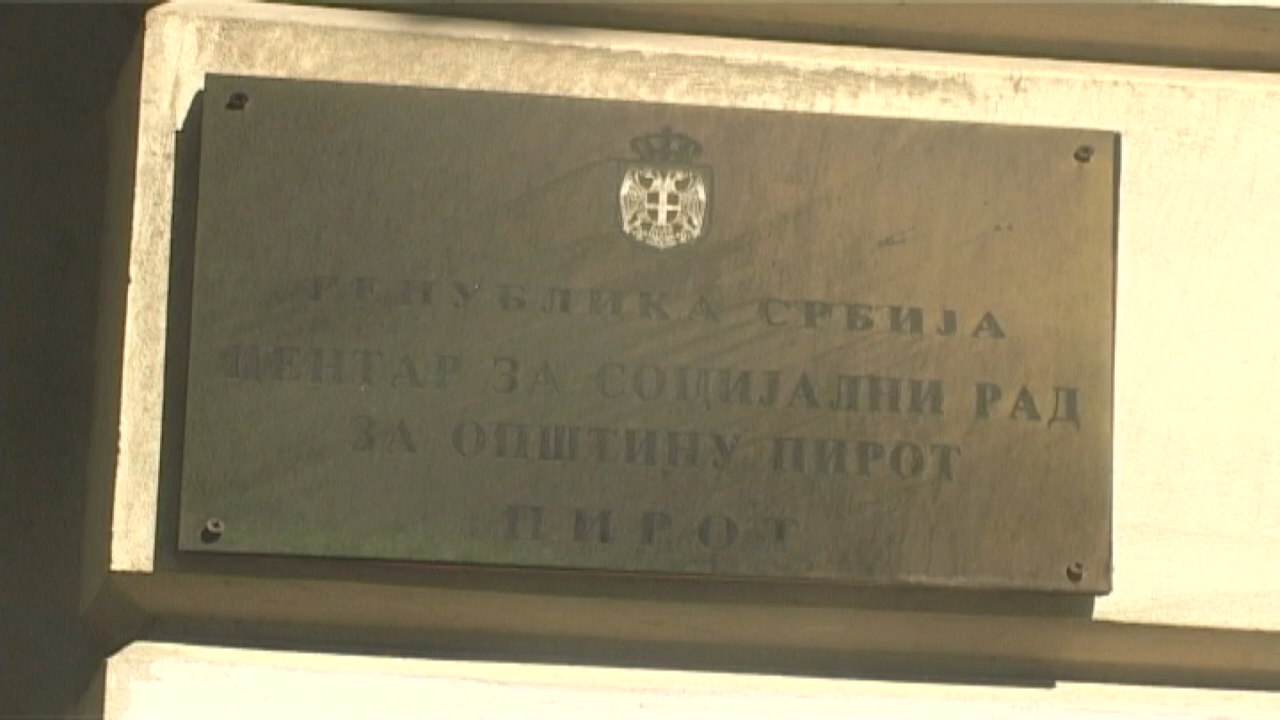 РЕПУБЛИКА СРБИЈА
ЦЕНТАР ЗА СОЦИЈАЛНИ РАД
ЗА ОПШТИНУ ПИРОТ
ПИРОТ